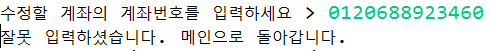 수정할 계좌의 계좌번호를 입력하세요 > 0120688923460
잘못 입력하셨습니다. 메인으로 돌아갑니다.